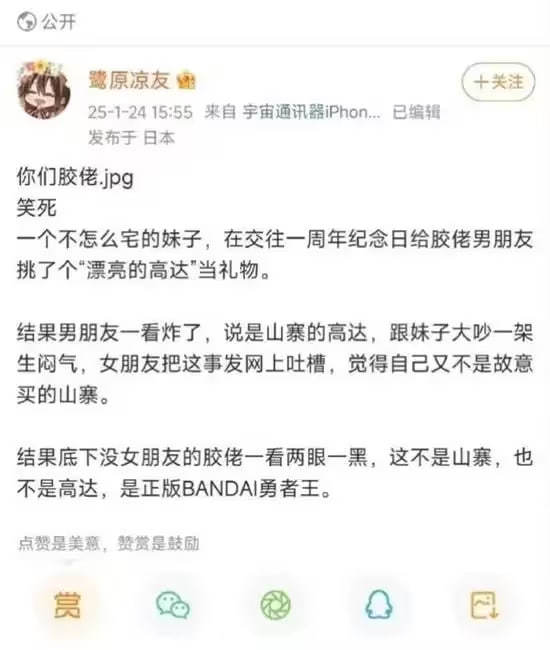 公开
鹭原凉友
+关注
25-1-24 15:55 来自 宇宙通讯器iPhon... 已编辑
发布于 日本
你们胶佬.jpg
笑死
一个不怎么宅的妹子，在交往一周年纪念日给胶佬男朋友
挑了个“漂亮的高达”当礼物。
结果男朋友一看炸了，说是山寨的高达，跟妹子大吵一架
生闷气，女朋友把这事发网上吐槽，觉得自己又不是故意
买的山寨。
结果底下没女朋友的胶佬一看两眼一黑，这不是山寨，也
不是高达，是正版BANDAI勇者王。
点赞是美意，赞赏是鼓励
赏